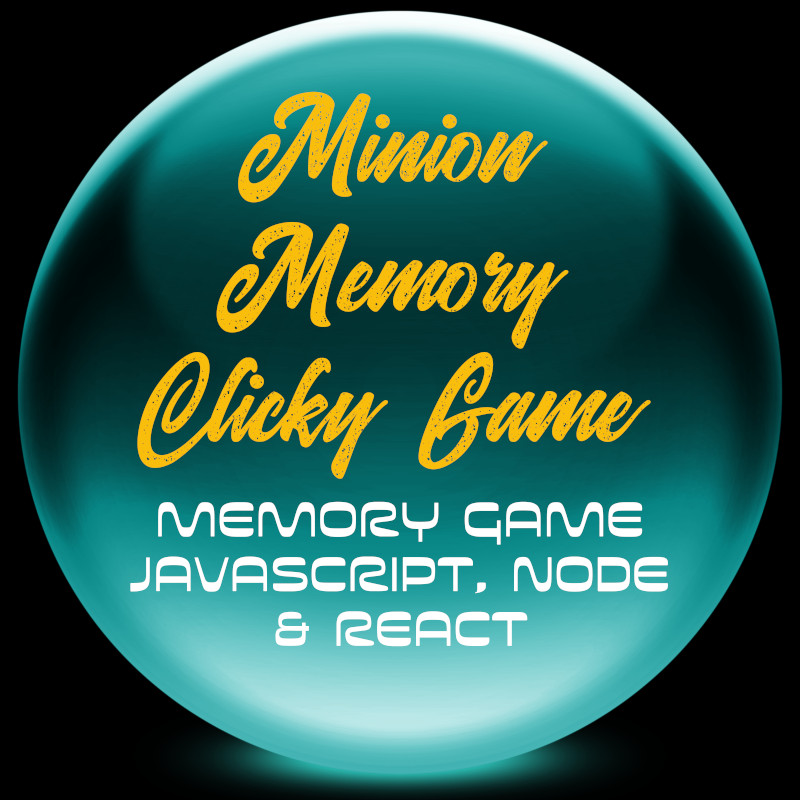 Minion
Memory
Clicky Game
MEMORY GAME
JAVASCRIPT, NODE
& REACT